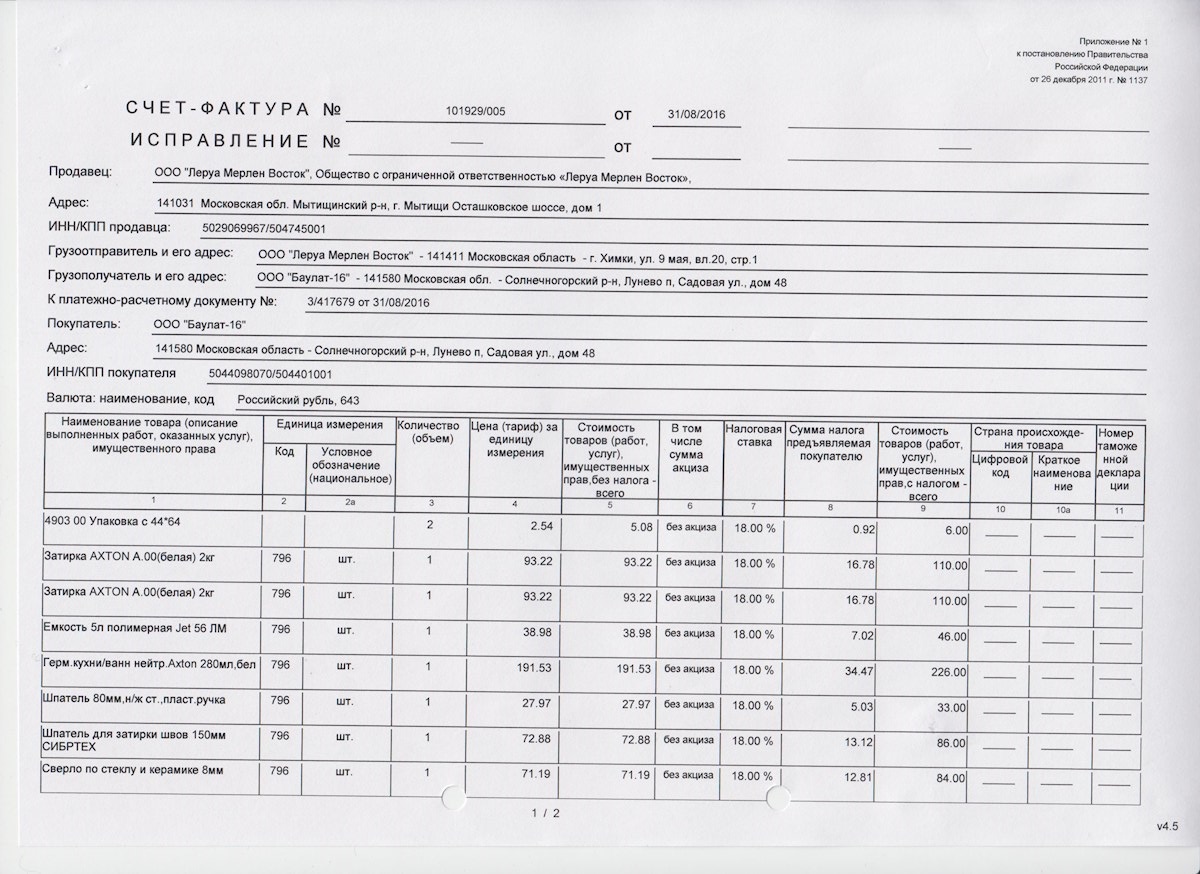 Приложение № 1
к постановлению Правительства
Российской Федерации
от 26 декабря 2011 г. № 1137
СЧЕТ-ФАКТУРА № 101929/005 от 31/08/2016
ИСПРАВЛЕНИЕ № —— от ——
Продавец: ООО "Леруа Мерлен Восток", Общество с ограниченной ответственностью «Леруа Мерлен Восток»,
Адрес: 141031 Московская обл. Мытищинский р-н, г. Мытищи Осташковское шоссе, дом 1
ИНН/КПП продавца: 5029069967/504745001
Грузоотправитель и его адрес: ООО "Леруа Мерлен Восток" - 141411 Московская область - г. Химки, ул. 9 мая, вл.20, стр.1
Грузополучатель и его адрес: ООО "Баулат-16" - 141580 Московская обл. - Солнечногорский р-н, Лунево п, Садовая ул., дом 48
К платежно-расчетному документу №: 3/417679 от 31/08/2016
Покупатель: ООО "Баулат-16"
Адрес: 141580 Московская область - Солнечногорский р-н, Лунево п, Садовая ул., дом 48
ИНН/КПП покупателя 5044098070/504401001
Валюта: наименование, код Российский рубль, 643
Наименование товара (описание
выполненных работ, оказанных услуг),
имущественного права
Единица измерения
Код
Условное
обозначение
(национальное)
Количество
(объем)
Цена (тариф) за
единицу
измерения
Стоимость
товаров (работ,
услуг),
имущественных
прав,без налога -
всего
В том
числе
сумма
акциза
Налоговая
ставка
Сумма налога
предъявляемая
покупателю
Стоимость
товаров (работ,
услуг),
имущественных
прав,с налогом -
всего
Страна происхожде-
ния товара
Цифровой
код
Краткое
наименова
ние
Номер
таможе
нной
деклара
ции
1 2 2а 3 4 5 6 7 8 9 10 10а 11
4903 00 Упаковка с 44*64 2 2.54 5.08 без акциза 18.00 % 0.92 6.00 —— —— ——
Затирка AXTON A.00(белая) 2кг 796 шт. 1 93.22 93.22 без акциза 18.00 % 16.78 110.00 —— —— ——
Затирка AXTON A.00(белая) 2кг 796 шт. 1 93.22 93.22 без акциза 18.00 % 16.78 110.00 —— —— ——
Емкость 5л полимерная Jet 56 ЛМ 796 шт. 1 38.98 38.98 без акциза 18.00 % 7.02 46.00 —— —— ——
Герм.кухни/ванн нейтр.Axton 280мл,бел 796 шт. 1 191.53 191.53 без акциза 18.00 % 34.47 226.00 —— —— ——
Шпатель 80мм,н/ж ст.,пласт.ручка 796 шт. 1 27.97 27.97 без акциза 18.00 % 5.03 33.00 —— —— ——
Шпатель для затирки швов 150мм
СИБРТЕХ 796 шт. 1 72.88 72.88 без акциза 18.00 % 13.12 86.00 —— —— ——
Сверло по стеклу и керамике 8мм 796 шт. 1 71.19 71.19 без акциза 18.00 % 12.81 84.00 —— —— ——
1 / 2
v4.5